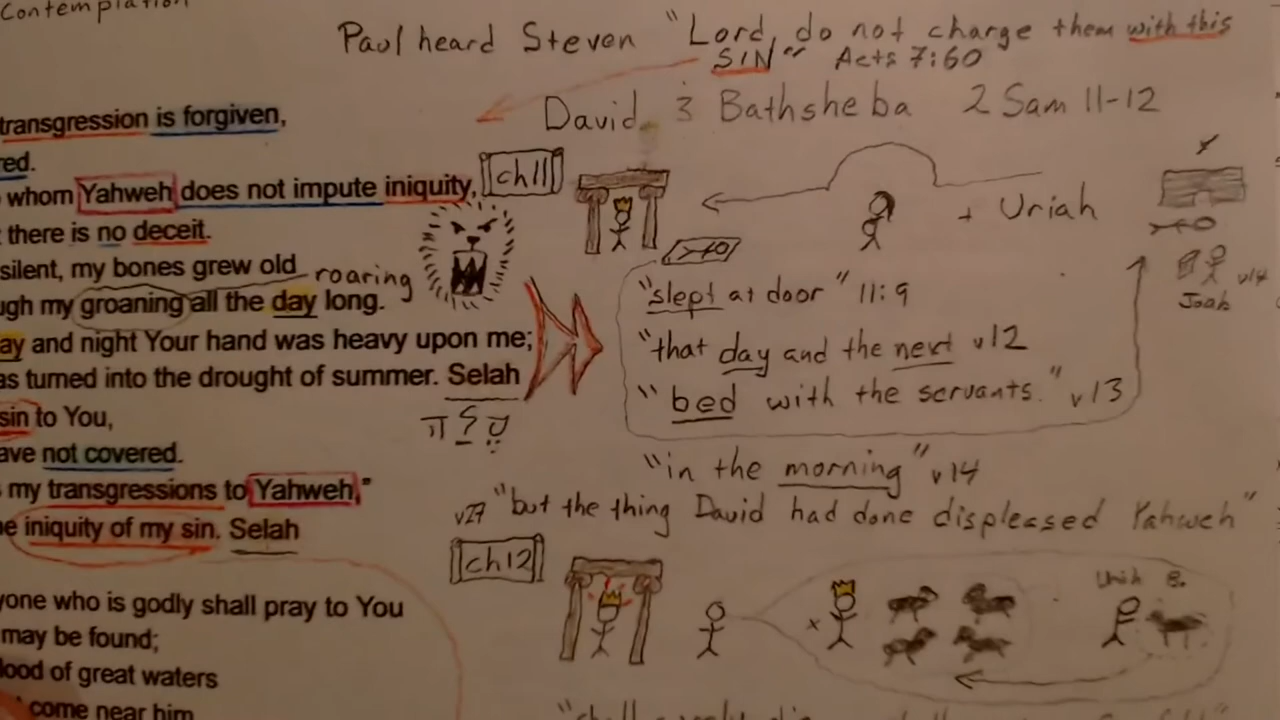 Contemplation
Paul heard Steven "Lord, do not charge them with this
SIN" Acts 7:60
David & Bathsheba 2 Sam 11-12
transgression is forgiven,
red.
whom Yahweh does not impute iniquity,
there is no deceit.
silent, my bones grew old
ugh my groaning all the day long.
ay and night Your hand was heavy upon me;
as turned into the drought of summer. Selah
sin to You,
ave not covered.
my transgressions to Yahweh,"
e iniquity of my sin. Selah
yone who is godly shall pray to You
may be found;
lood of great waters
come near him
roaring
ch11
+ Uriah
v14
Joab
"slept at door" 11:9
"that day and the next v12
"bed with the servants." v13
"in the morning" v14
v27 "but the thing David had done displeased Yahweh"
ch12
Uriah B.